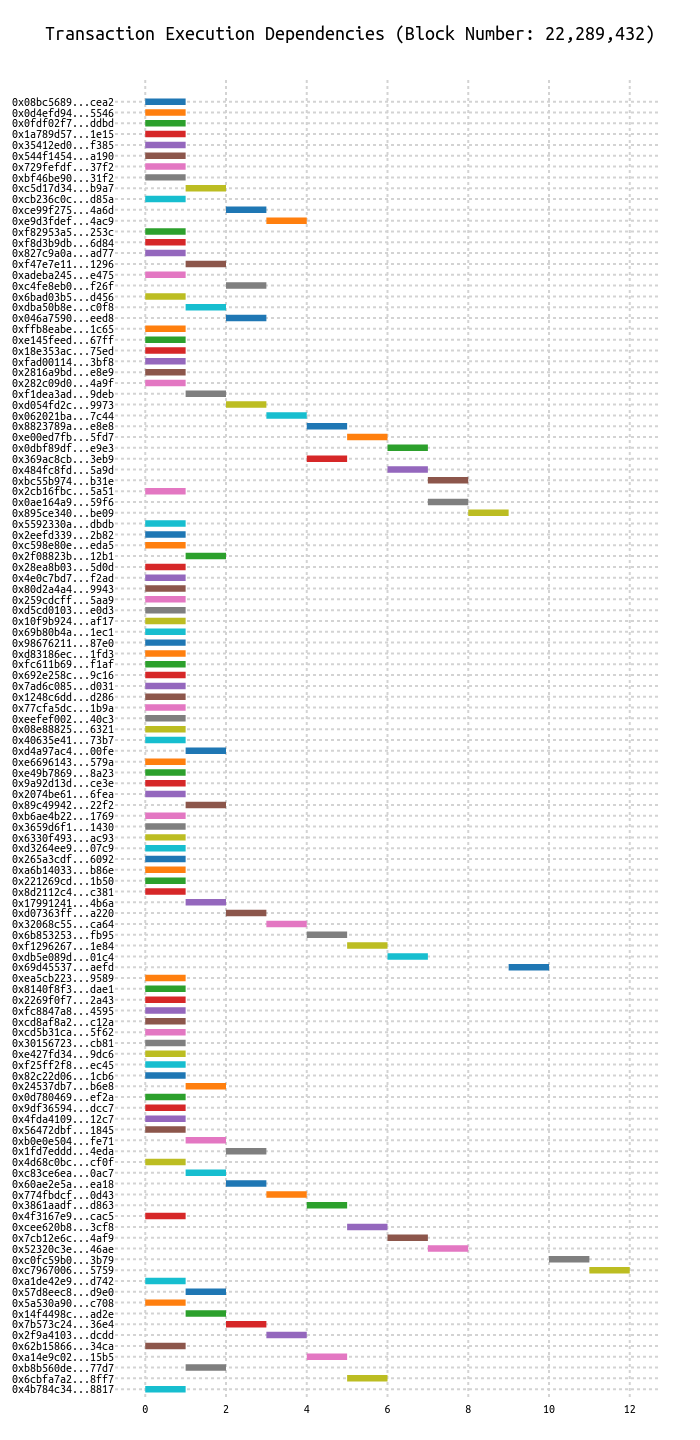 Transaction Execution Dependencies (Block Number: 22,289,432)
0x08bc5689...cea2
0x0d4efd94...5546
0x0fdf02f7...ddbd
0x1a789d57...1e15
0x35412ed0...f385
0x544f1454...a190
0x729fefdf...37f2
0xbf46be90...31f2
0xc5d17d34...b9a7
0xcb236c0c...d85a
0xce99f275...4a6d
0xe9d3fdef...4ac9
0xf82953a5...253c
0xf8d3b9db...6d84
0x827c9a0a...ad77
0xf47e7e11...1296
0xadeba245...e475
0xc4fe8eb0...f26f
0x6bad03b5...d456
0xdba50b8e...c0f8
0x046a7590...eed8
0xffb8eabe...1c65
0xe145feed...67ff
0x18e353ac...75ed
0xfad00114...3bf8
0x2816a9bd...e8e9
0x282c09d0...4a9f
0xf1dea3ad...9deb
0xd054fd2c...9973
0x062021ba...7c44
0x8823789a...e8e8
0xe00ed7fb...5fd7
0x0dbf89df...e9e3
0x369ac8cb...3eb9
0x484fc8fd...5a9d
0xbc55b974...b31e
0x2cb16fbc...5a51
0x0ae164a9...59f6
0x895ce340...be09
0x5592330a...dbdb
0x2eefd339...2b82
0xc598e80e...eda5
0x2f08823b...12b1
0x28ea8b03...5d0d
0x4e0c7bd7...f2ad
0x80d2a4a4...9943
0x259cdcff...5aa9
0xd5cd0103...e0d3
0x10f9b924...af17
0x69b80b4a...1ec1
0x98676211...87e0
0xd83186ec...1fd3
0xfc611b69...f1af
0x692e258c...9c16
0x7ad6c085...d031
0x1248c6dd...d286
0x77cfa5dc...1b9a
0xeefef002...40c3
0x08e88825...6321
0x40635e41...73b7
0xd4a97ac4...00fe
0xe6696143...579a
0xe49b7869...8a23
0x9a92d13d...ce3e
0x2074be61...6fea
0x89c49942...22f2
0xb6ae4b22...1769
0x3659d6f1...1430
0x6330f493...ac93
0xd3264ee9...07c9
0x265a3cdf...6092
0xa6b14033...b86e
0x221269cd...1b50
0x8d2112c4...c381
0x17991241...4b6a
0xd07363ff...a220
0x32068c55...ca64
0x6b853253...fb95
0xf1296267...1e84
0xdb5e089d...01c4
0x69d45537...aefd
0xea5cb223...9589
0x8140f8f3...dae1
0x2269f0f7...2a43
0xfc8847a8...4595
0xcd8af8a2...c12a
0xcd5b31ca...5f62
0x30156723...cb81
0xe427fd34...9dc6
0xf25ff2f8...ec45
0x82c22d06...1cb6
0x24537db7...b6e8
0x0d780469...ef2a
0x9df36594...dcc7
0x4fda4109...12c7
0x56472dbf...1845
0xb0e0e504...fe71
0x1fd7eddd...4eda
0x4d68c0bc...cf0f
0xc83ce6ea...0ac7
0x60ae2e5a...ea18
0x774fbdcf...0d43
0x3861aadf...d863
0x4f3167e9...cac5
0xcee620b8...3cf8
0x7cb12e6c...4af9
0x52320c3e...46ae
0xc0fc59b0...3b79
0xc7967006...5759
0xa1de42e9...d742
0x57d8eec8...d9e0
0x5a530a90...c708
0x14f4498c...ad2e
0x7b573c24...36e4
0x2f9a4103...dcdd
0x62b15866...34ca
0xa14e9c02...15b5
0xb8b560de...77d7
0x6cbfa7a2...8ff7
0x4b784c34...8817
0 2 4 6 8 10 12